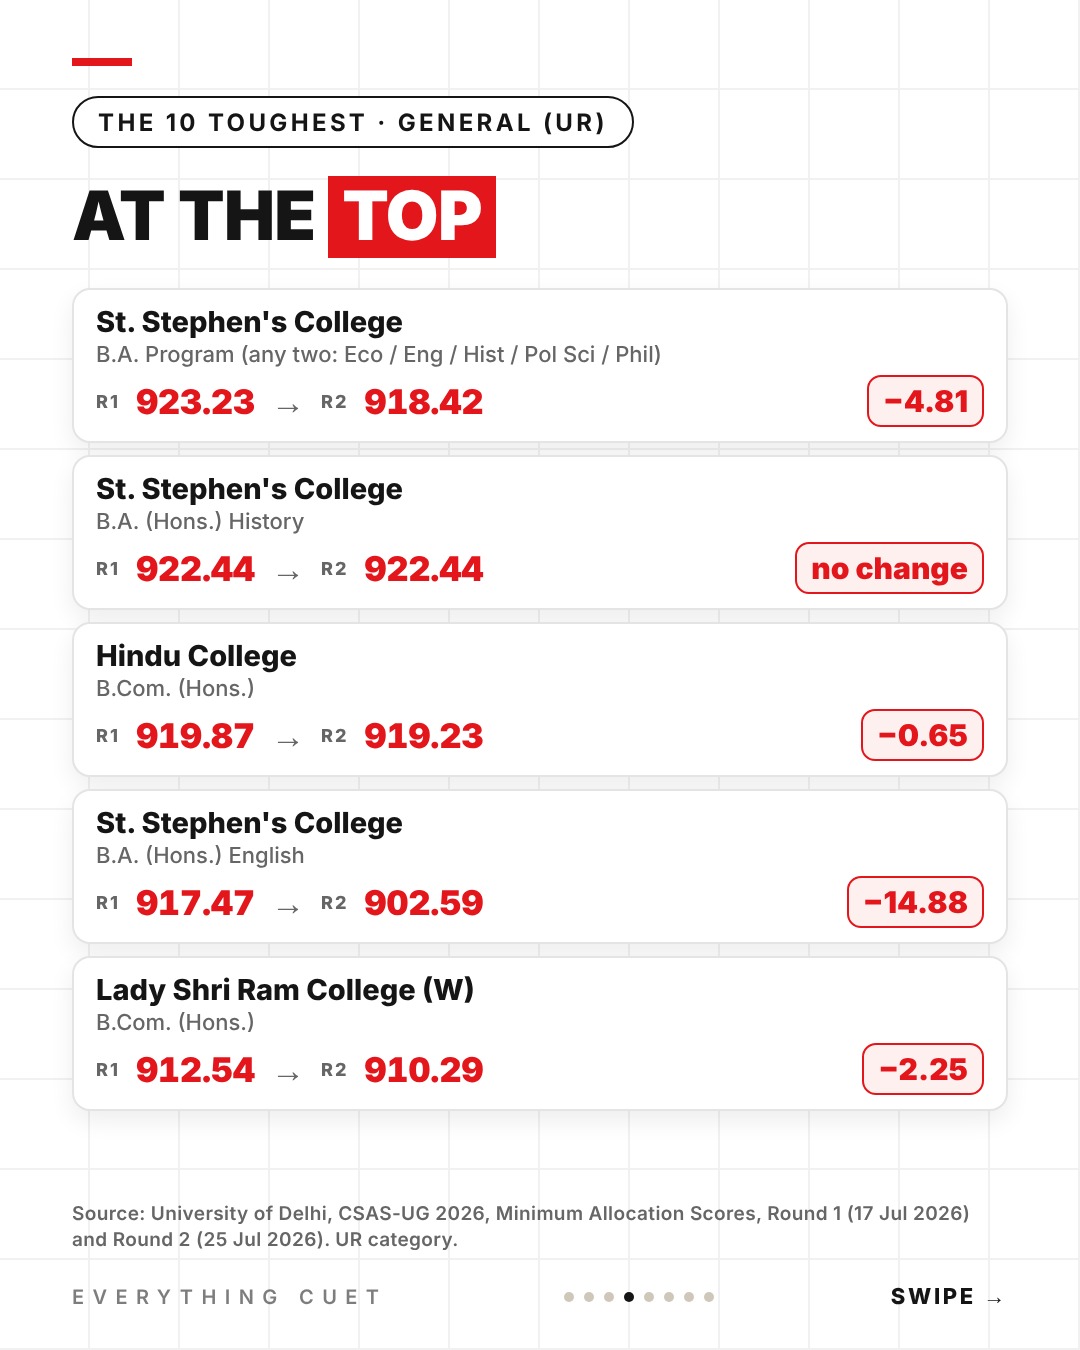 THE 10 TOUGHEST · GENERAL (UR)
AT THE TOP
St. Stephen's College
B.A. Program (any two: Eco / Eng / Hist / Pol Sci / Phil)
R1 923.23 → R2 918.42 −4.81
St. Stephen's College
B.A. (Hons.) History
R1 922.44 → R2 922.44 no change
Hindu College
B.Com. (Hons.)
R1 919.87 → R2 919.23 −0.65
St. Stephen's College
B.A. (Hons.) English
R1 917.47 → R2 902.59 −14.88
Lady Shri Ram College (W)
B.Com. (Hons.)
R1 912.54 → R2 910.29 −2.25
Source: University of Delhi, CSAS-UG 2026, Minimum Allocation Scores, Round 1 (17 Jul 2026)
and Round 2 (25 Jul 2026). UR category.
EVERYTHING CUET SWIPE →